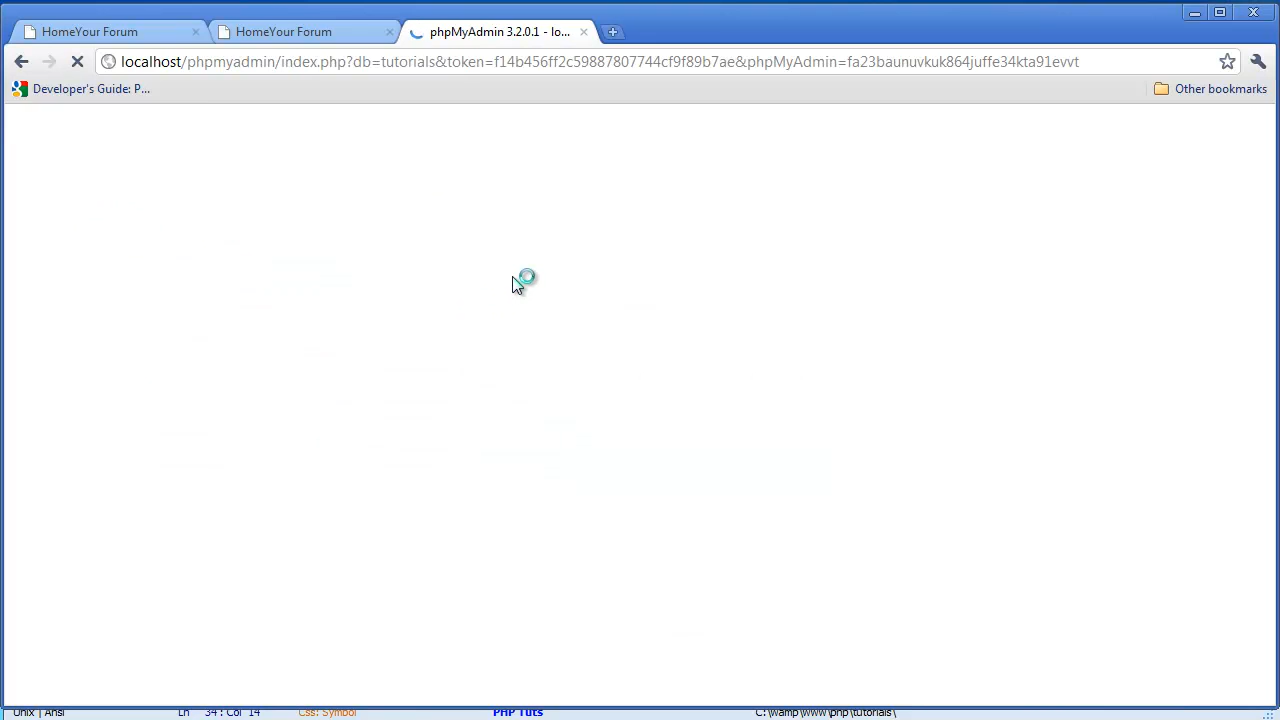 HomeYour Forum
HomeYour Forum
phpMyAdmin 3.2.0.1 - lo...
localhost/phpmyadmin/index.php?db=tutorials&token=f14b456ff2c59887807744cf9f89b7ae&phpMyAdmin=fa23baunuvkuk864juffe34kta91evvt
Developer's Guide: P...
Other bookmarks
Unix | Ansi Ln 34 : Col 14 Css: Symbol PHP Tuts C:\wamp\www\php\tutorials\